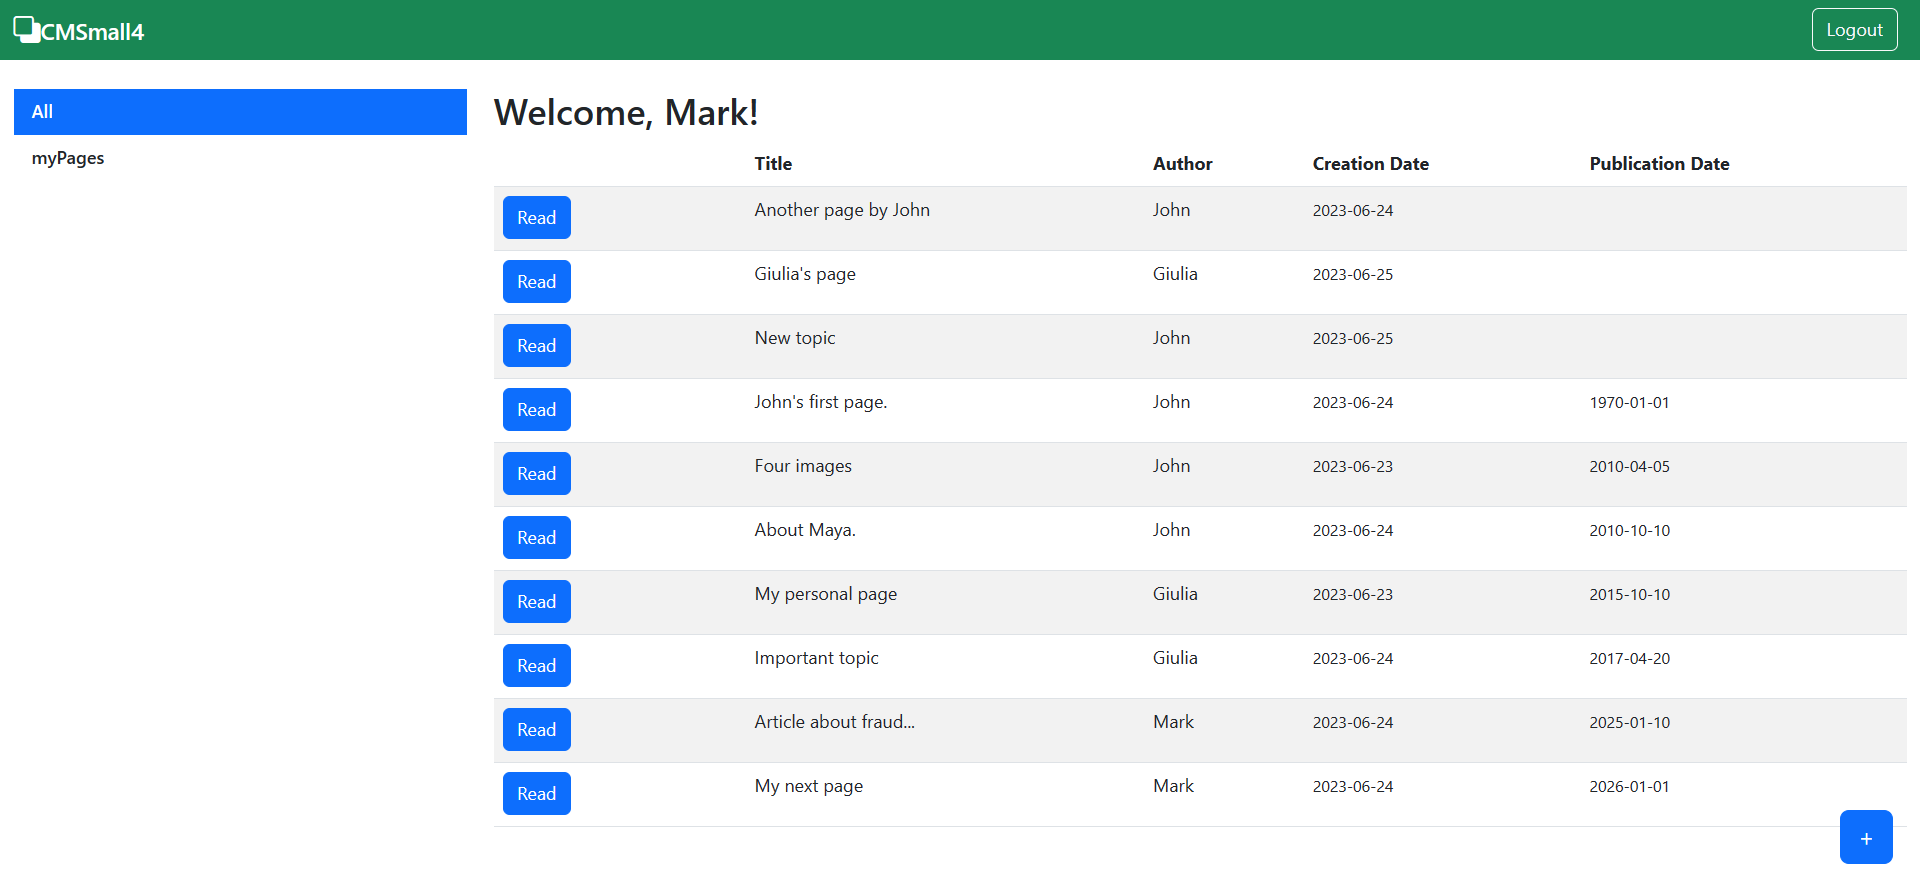 CMSmall4
Logout
All
myPages
Welcome, Mark!
Title Author Creation Date Publication Date
Read Another page by John John 2023-06-24
Read Giulia's page Giulia 2023-06-25
Read New topic John 2023-06-25
Read John's first page. John 2023-06-24 1970-01-01
Read Four images John 2023-06-23 2010-04-05
Read About Maya. John 2023-06-24 2010-10-10
Read My personal page Giulia 2023-06-23 2015-10-10
Read Important topic Giulia 2023-06-24 2017-04-20
Read Article about fraud... Mark 2023-06-24 2025-01-10
Read My next page Mark 2023-06-24 2026-01-01
+